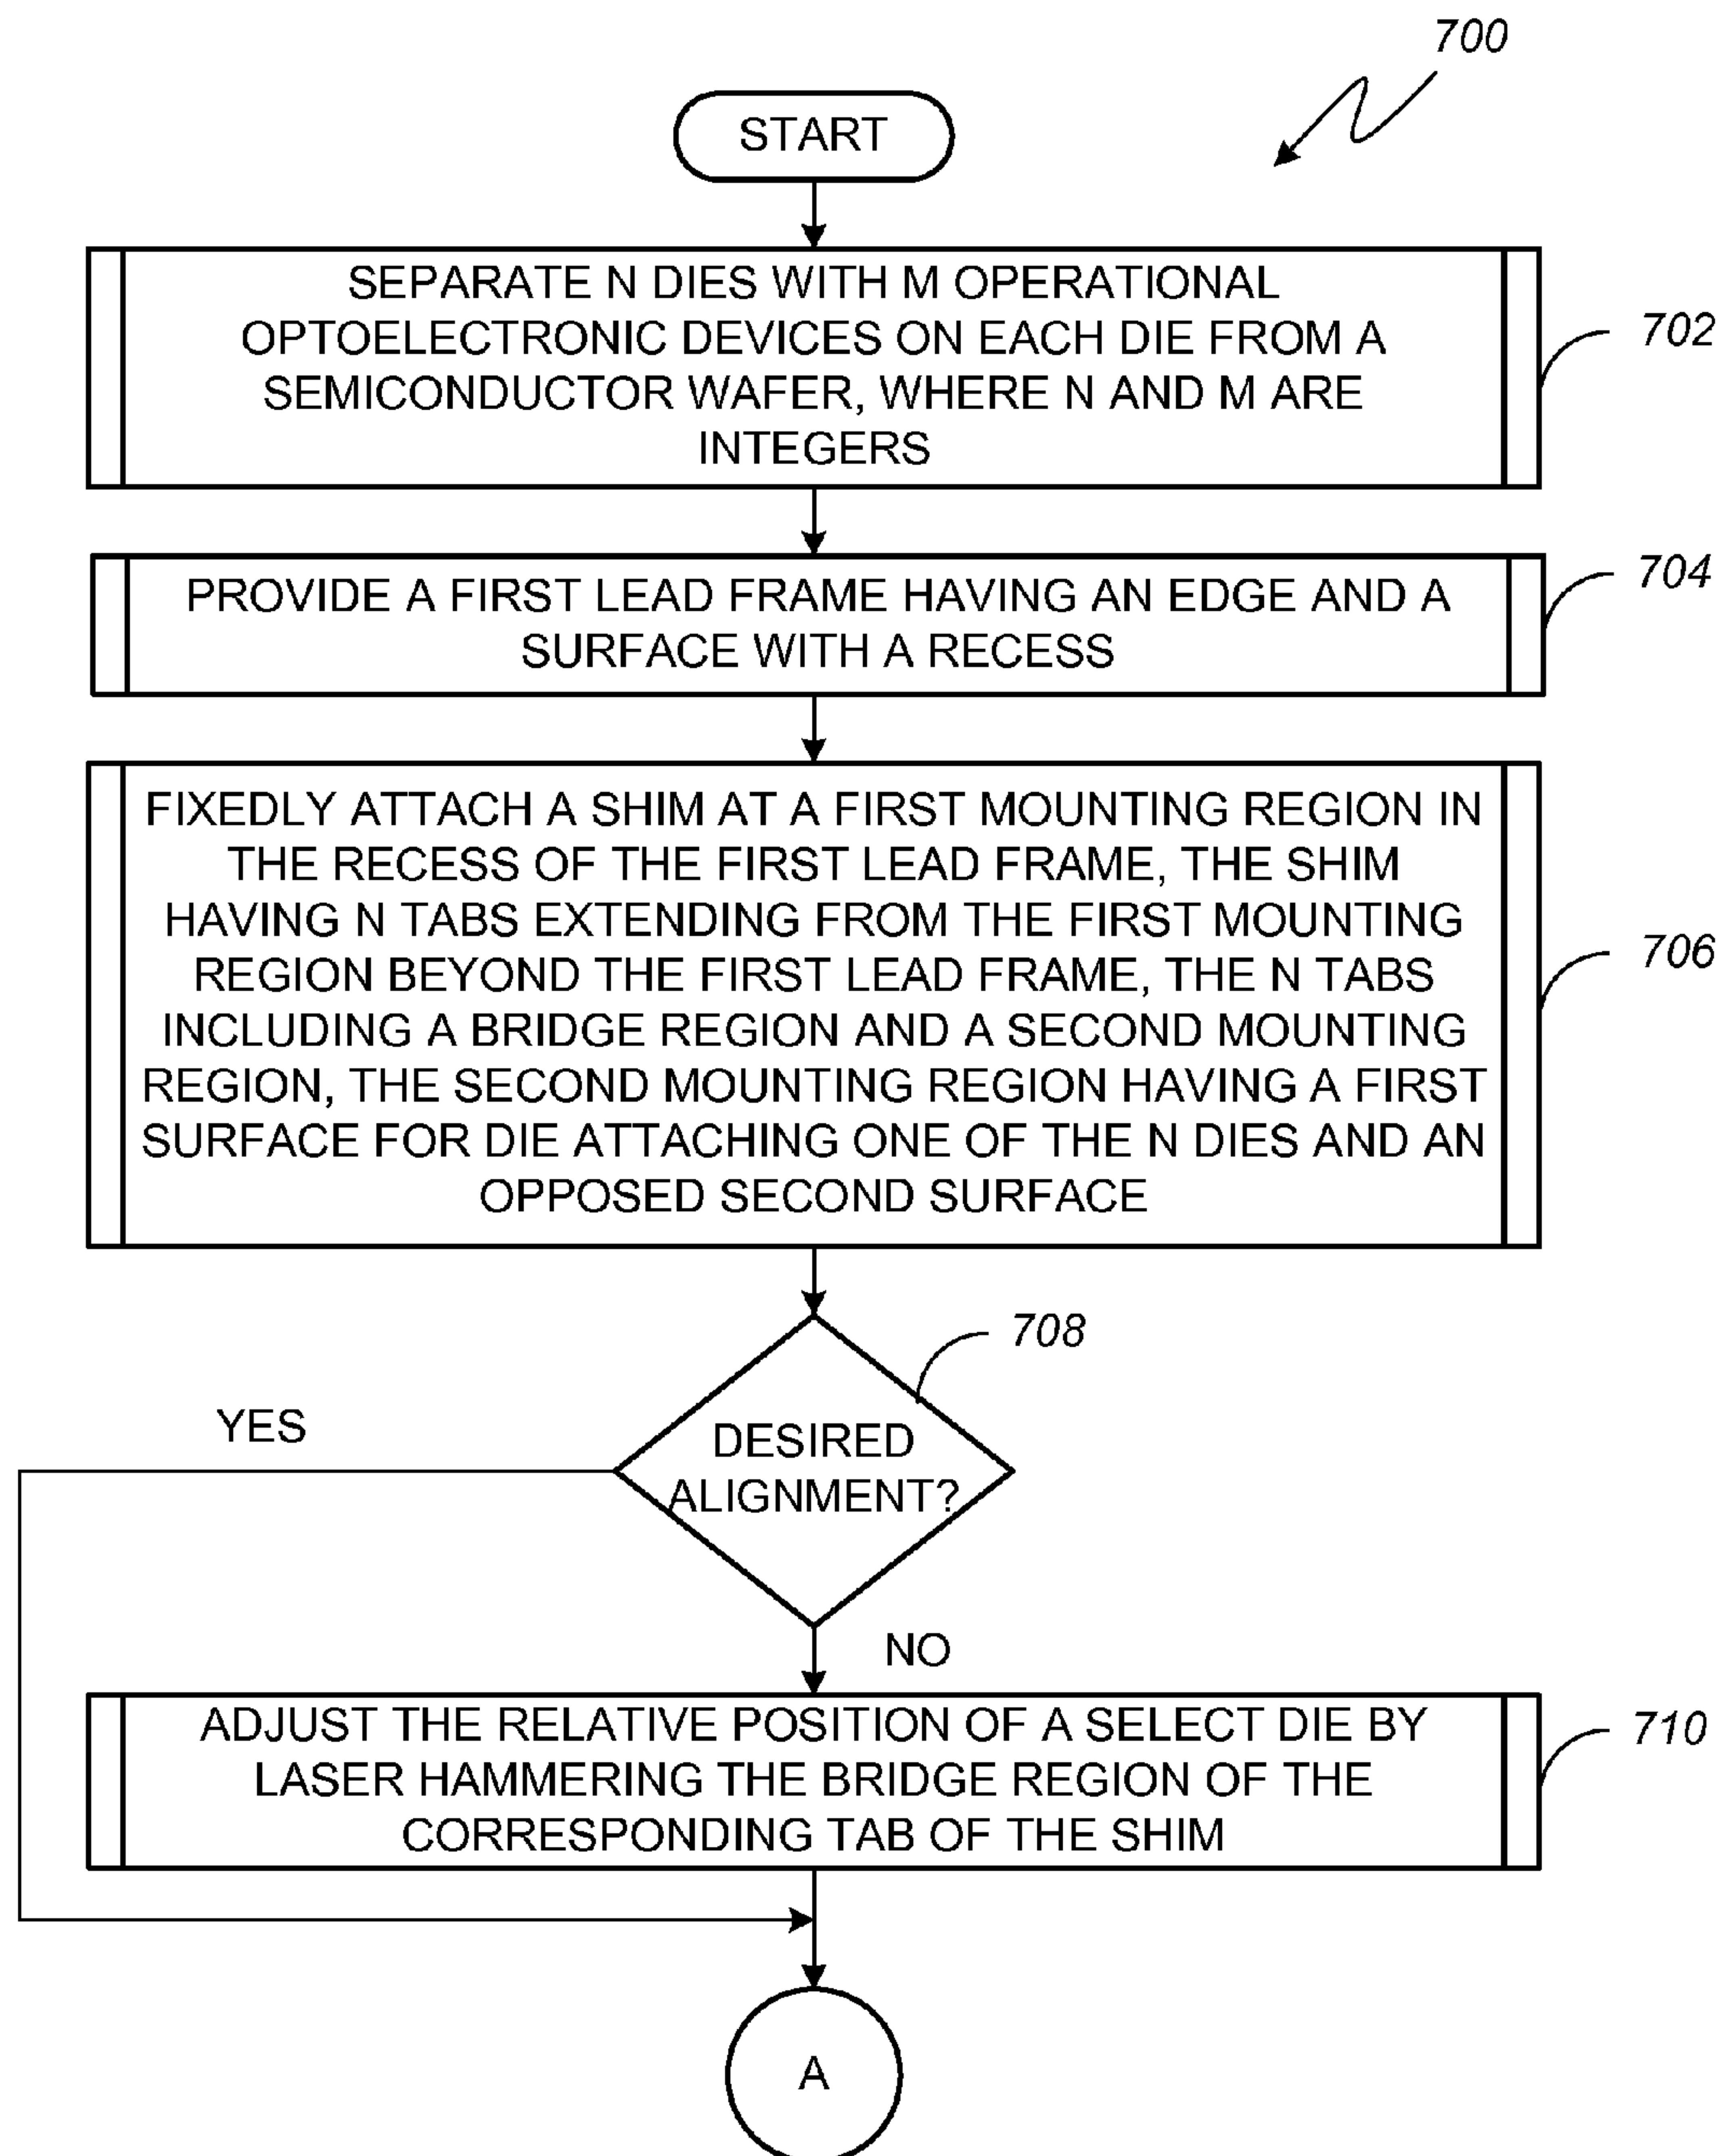 700
START
SEPARATE N DIES WITH M OPERATIONAL
OPTOELECTRONIC DEVICES ON EACH DIE FROM A
SEMICONDUCTOR WAFER, WHERE N AND M ARE
INTEGERS
702
PROVIDE A FIRST LEAD FRAME HAVING AN EDGE AND A
SURFACE WITH A RECESS
704
FIXEDLY ATTACH A SHIM AT A FIRST MOUNTING REGION IN
THE RECESS OF THE FIRST LEAD FRAME, THE SHIM
HAVING N TABS EXTENDING FROM THE FIRST MOUNTING
REGION BEYOND THE FIRST LEAD FRAME, THE N TABS
INCLUDING A BRIDGE REGION AND A SECOND MOUNTING
REGION, THE SECOND MOUNTING REGION HAVING A FIRST
SURFACE FOR DIE ATTACHING ONE OF THE N DIES AND AN
OPPOSED SECOND SURFACE
706
708
YES
DESIRED
ALIGNMENT?
NO
ADJUST THE RELATIVE POSITION OF A SELECT DIE BY
LASER HAMMERING THE BRIDGE REGION OF THE
CORRESPONDING TAB OF THE SHIM
710
A